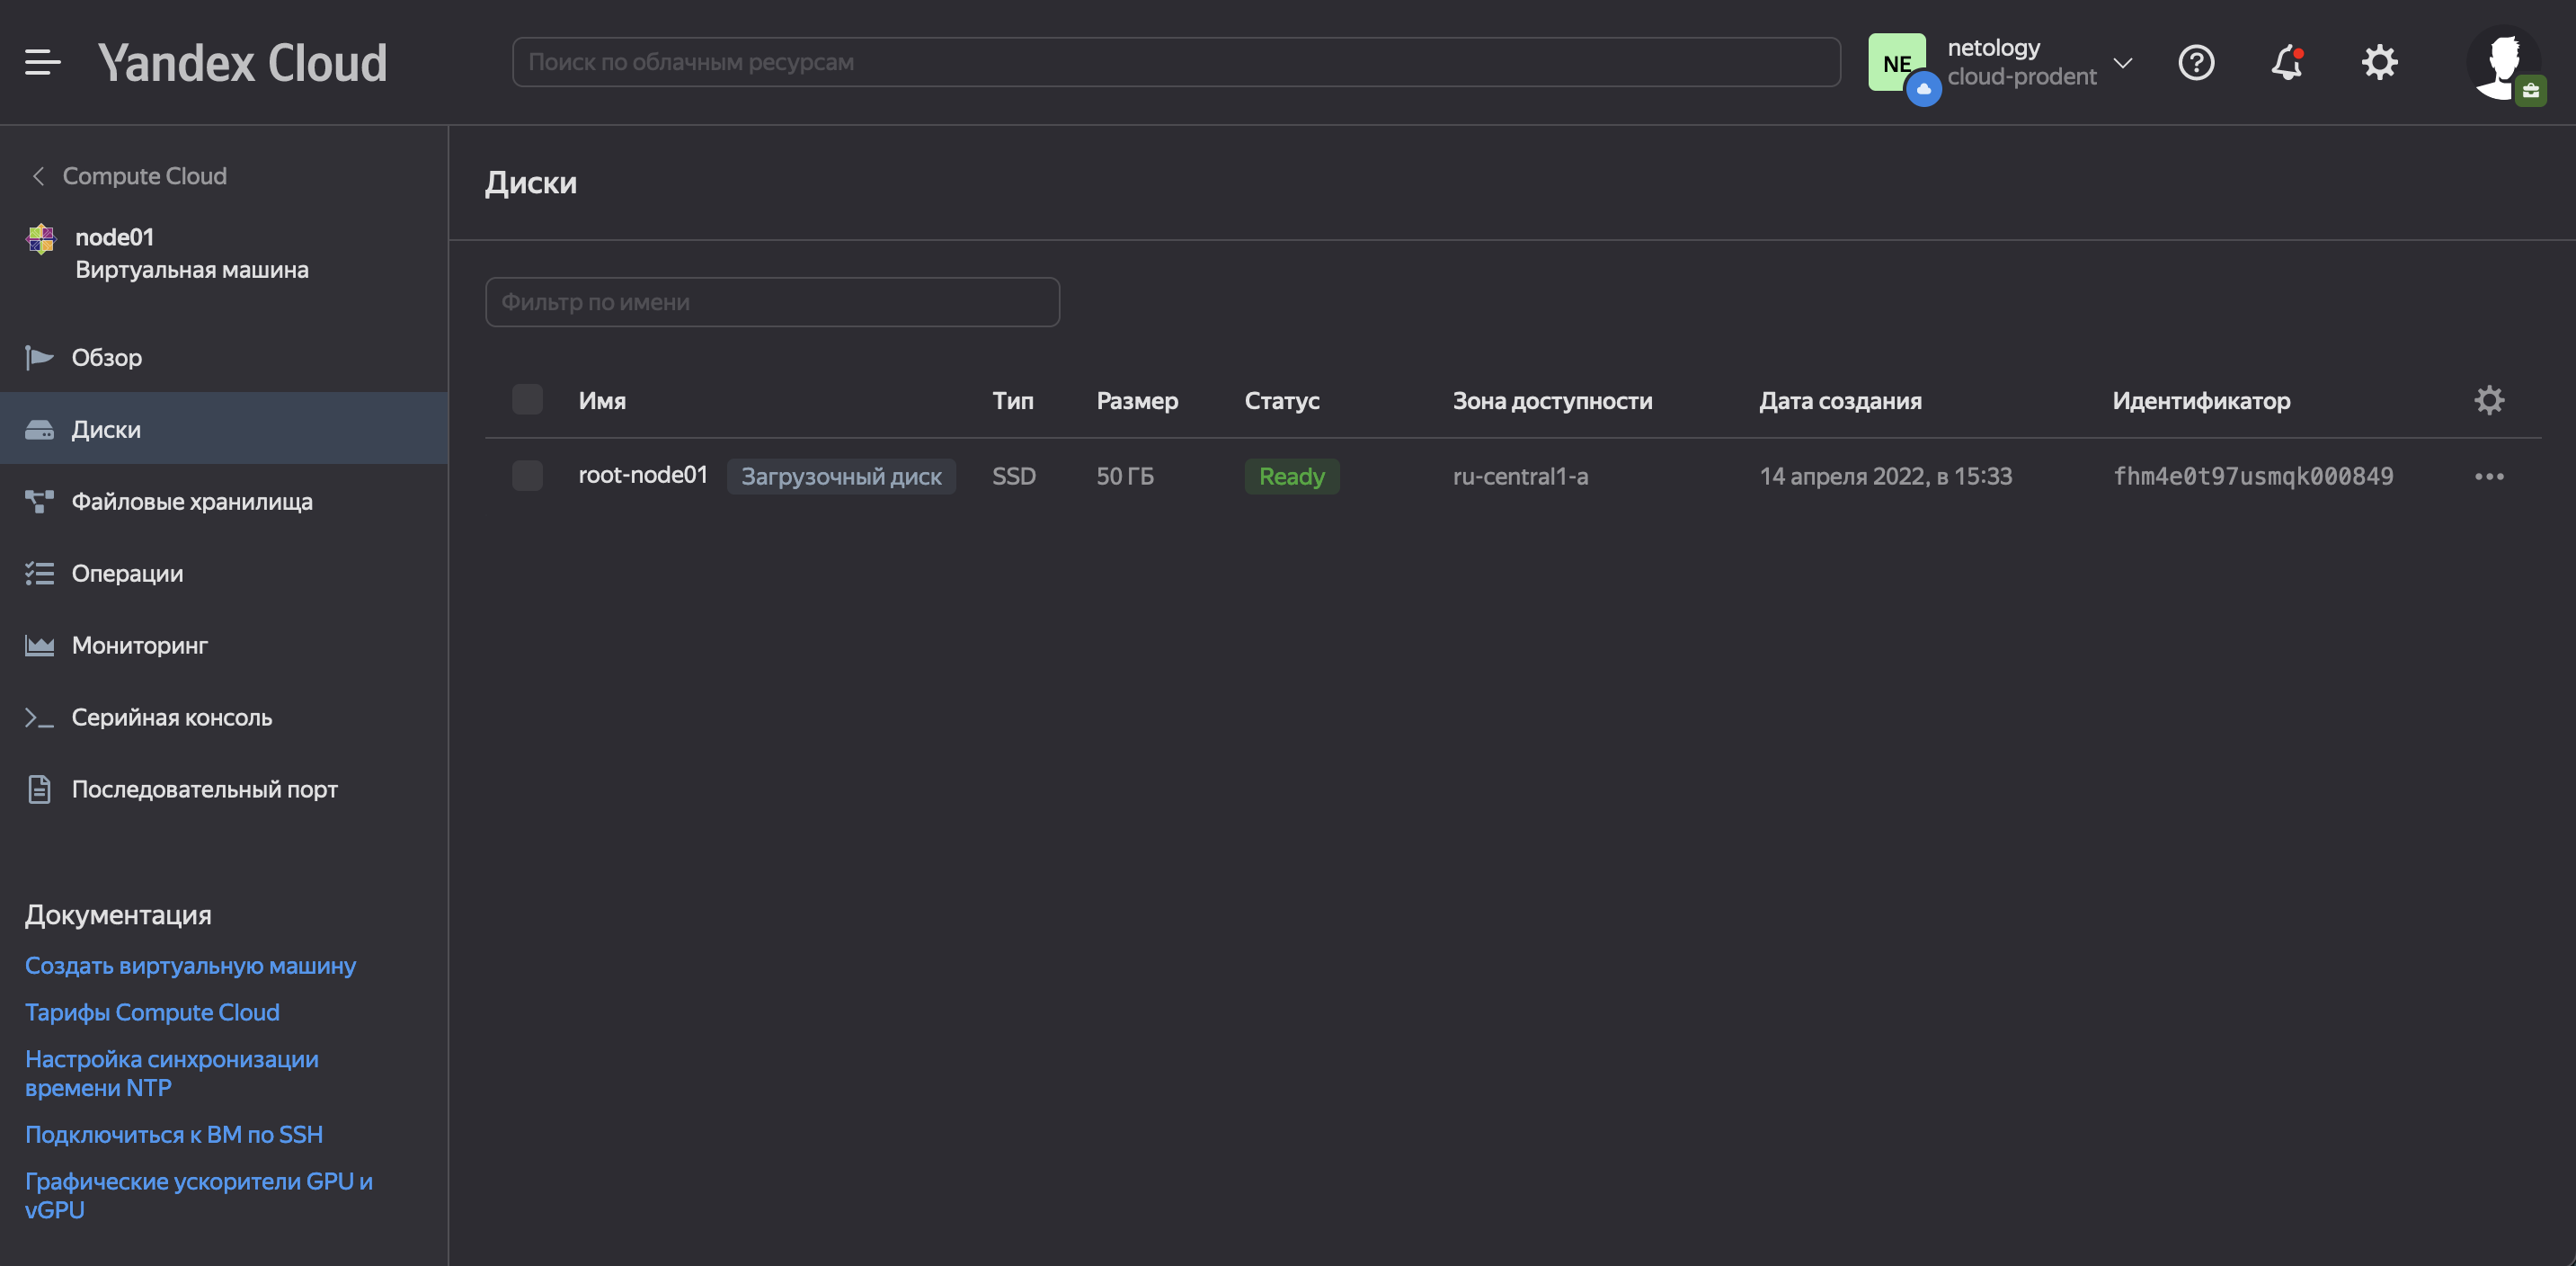 Yandex Cloud
Поиск по облачным ресурсам
NE
netology
cloud-prodent
Compute Cloud
node01
Виртуальная машина
Обзор
Диски
Файловые хранилища
Операции
Мониторинг
Серийная консоль
Последовательный порт
Документация
Создать виртуальную машину
Тарифы Compute Cloud
Настройка синхронизации
времени NTP
Подключиться к ВМ по SSH
Графические ускорители GPU и
vGPU
Диски
Фильтр по имени
Имя Тип Размер Статус Зона доступности Дата создания Идентификатор
root-node01 Загрузочный диск SSD 50 ГБ Ready ru-central1-a 14 апреля 2022, в 15:33 fhm4e0t97usmqk000849